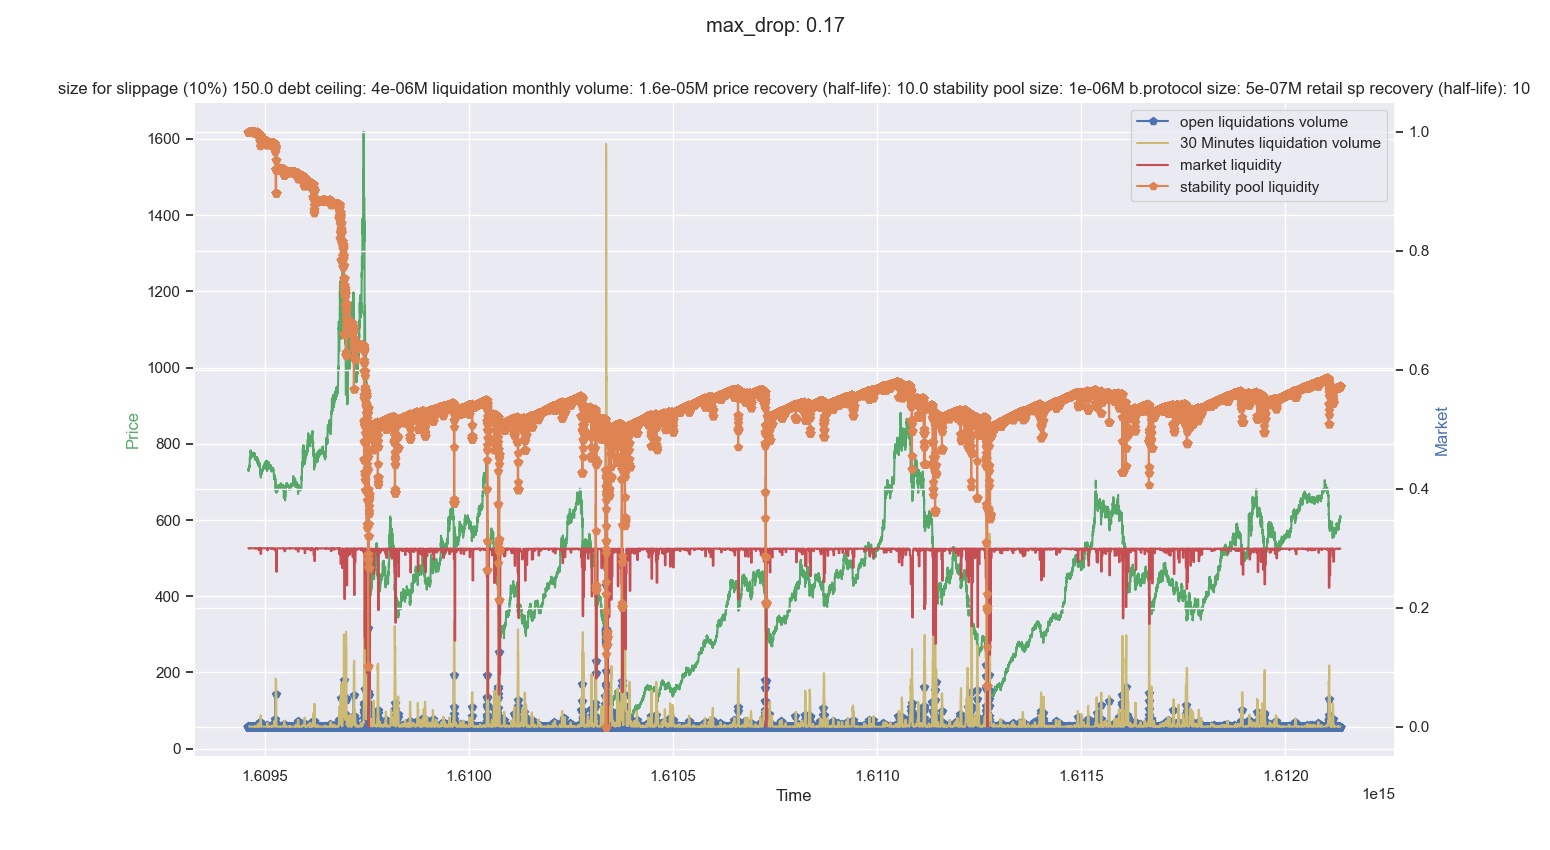 max_drop: 0.17
size for slippage (10%) 150.0 debt ceiling: 4e-06M liquidation monthly volume: 1.6e-05M price recovery (half-life): 10.0 stability pool size: 1e-06M b.protocol size: 5e-07M retail sp recovery (half-life): 10
open liquidations volume
30 Minutes liquidation volume
market liquidity
stability pool liquidity
1600
1400
1200
1000
800
600
400
200
0
Price
1.0
0.8
0.6
0.4
0.2
0.0
Market
1.6095 1.6100 1.6105 1.6110 1.6115 1.6120
Time
1e15